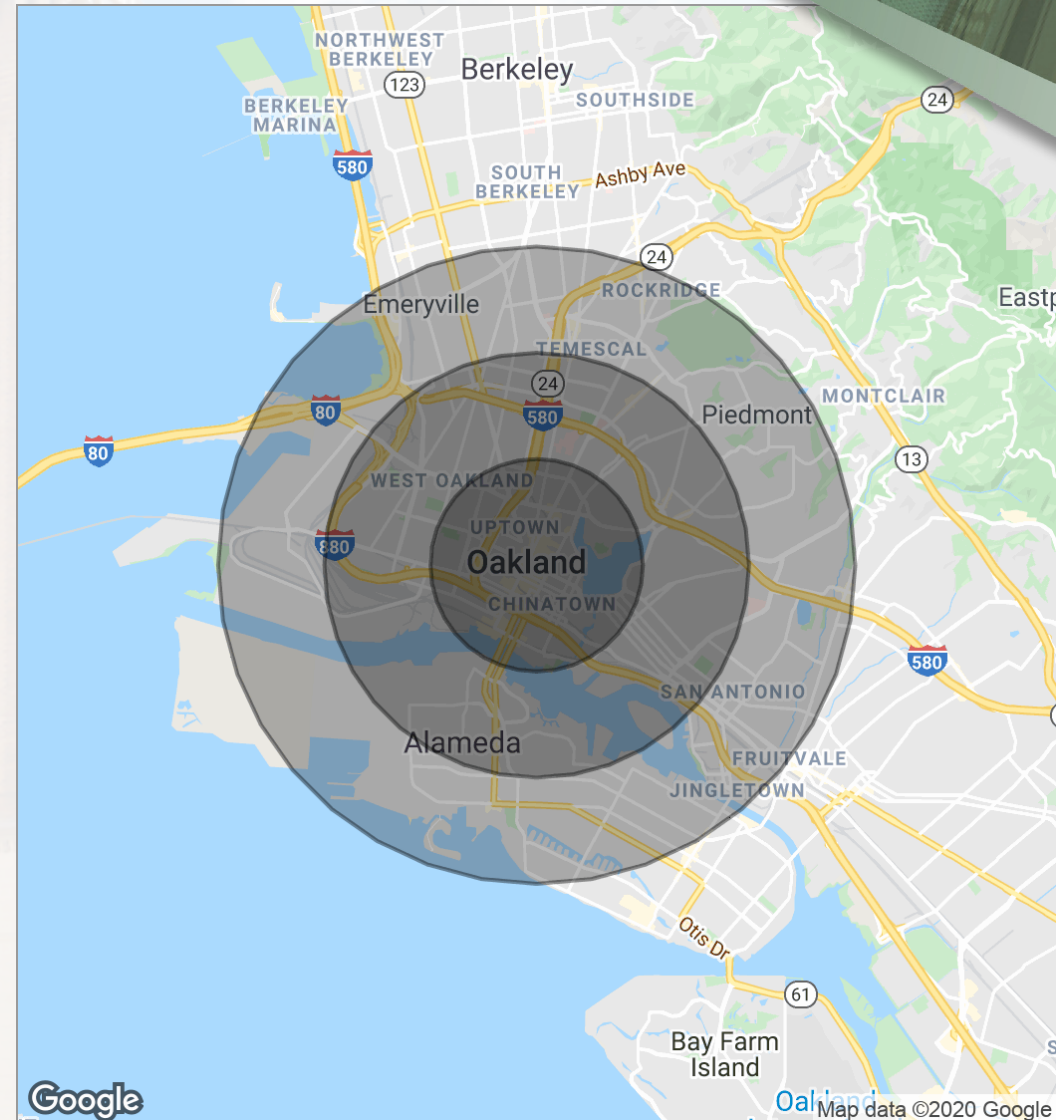 NORTHWEST
BERKELEY
Berkeley
123
SOUTHSIDE
24
BERKELEY
MARINA
580
SOUTH
BERKELEY
Ashby Ave
24
ROCKRIDGE
Emeryville
TEMESCAL
24
MONTCLAIR
80
580
Piedmont
80
13
WEST OAKLAND
UPTOWN
880
Oakland
CHINATOWN
580
SAN ANTONIO
Alameda
FRUITVALE
JINGLETOWN
Otis Dr
61
Bay Farm
Island
Google
Map data ©2020 Google